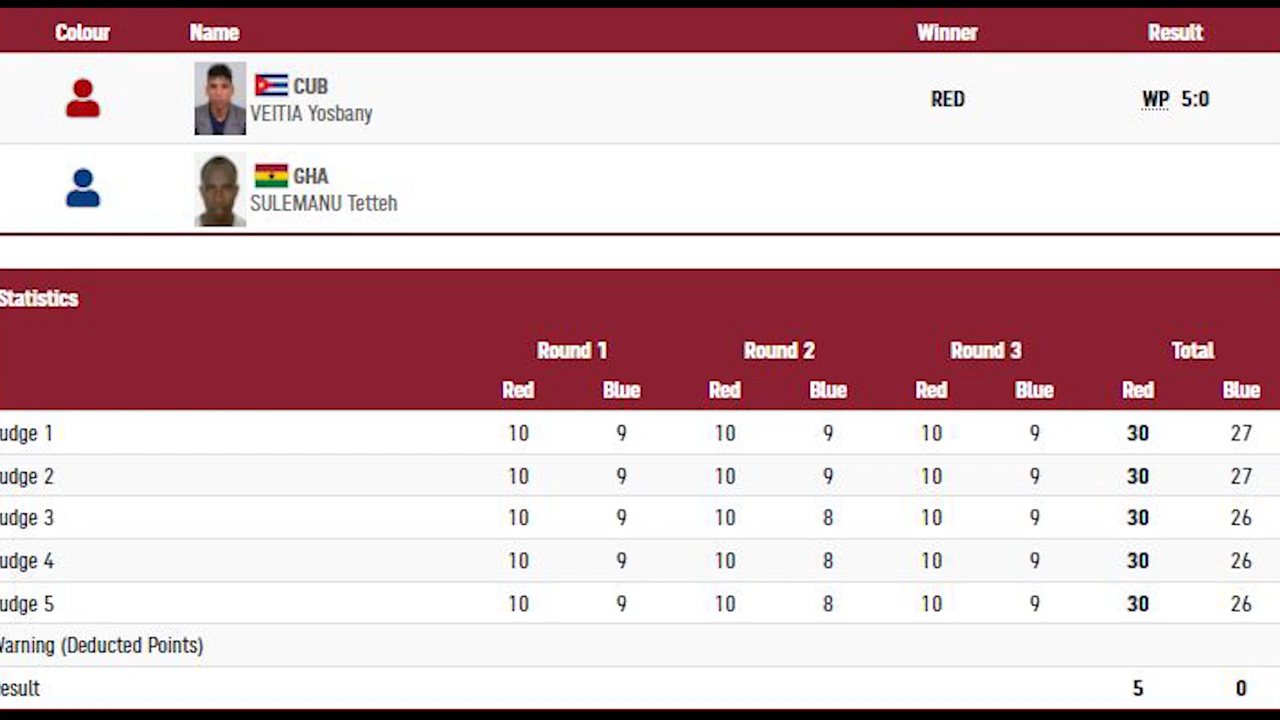 Colour Name Winner Result
CUB
VEITIA Yosbany RED WP 5:0
GHA
SULEMANU Tetteh
Statistics
Round 1 Round 2 Round 3 Total
Red Blue Red Blue Red Blue Red Blue
udge 1 10 9 10 9 10 9 30 27
udge 2 10 9 10 9 10 9 30 27
udge 3 10 9 10 8 10 9 30 26
udge 4 10 9 10 8 10 9 30 26
udge 5 10 9 10 8 10 9 30 26
Warning (Deducted Points)
esult 5 0